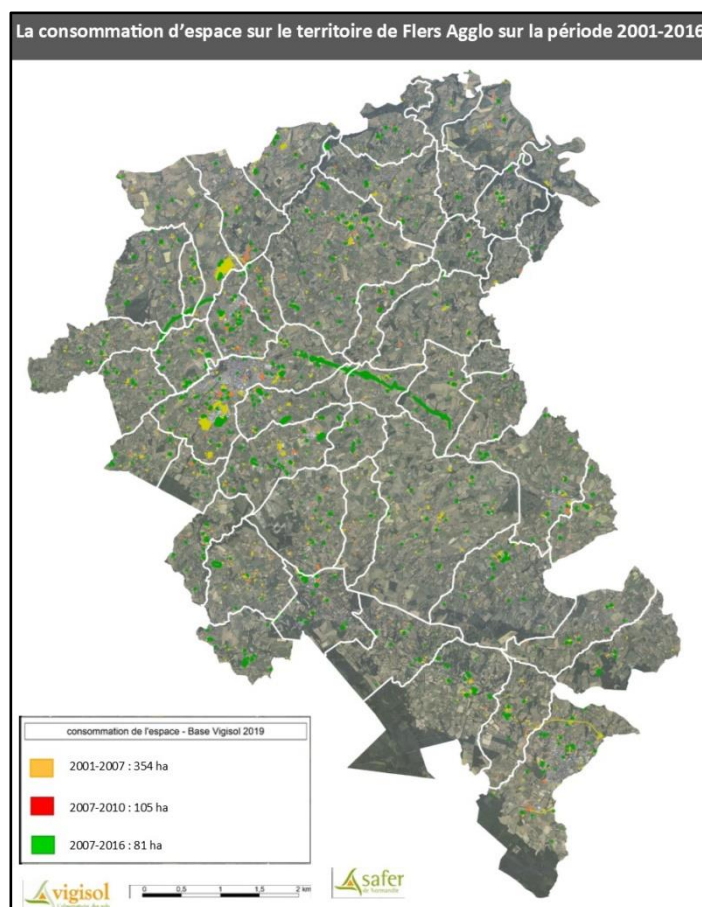 La consommation d’espace sur le territoire de Flers Agglo sur la période 2001-2016
consommation de l'espace - Base Vigisol 2019
2001-2007 : 354 ha
2007-2010 : 105 ha
2007-2016 : 81 ha
vigisol
0 0,5 1 1,5 2 km
safer
de Normandie